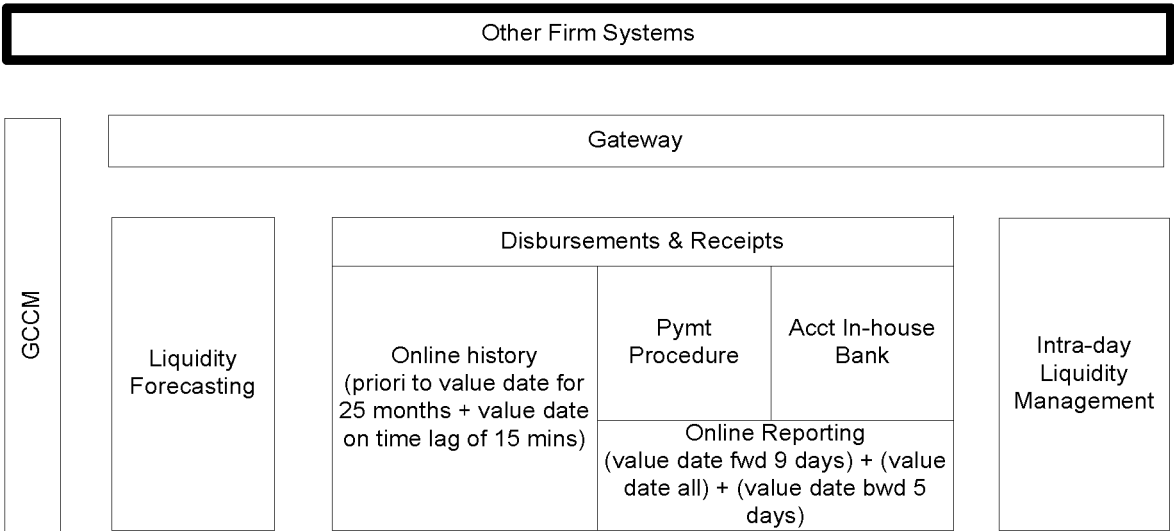 Other Firm Systems
Gateway
GCCM
Liquidity
Forecasting
Disbursements & Receipts
Online history
(priori to value date for
25 months + value date
on time lag of 15 mins)
Pymt
Procedure
Acct In-house
Bank
Online Reporting
(value date fwd 9 days) + (value
date all) + (value date bwd 5
days)
Intra-day
Liquidity
Management